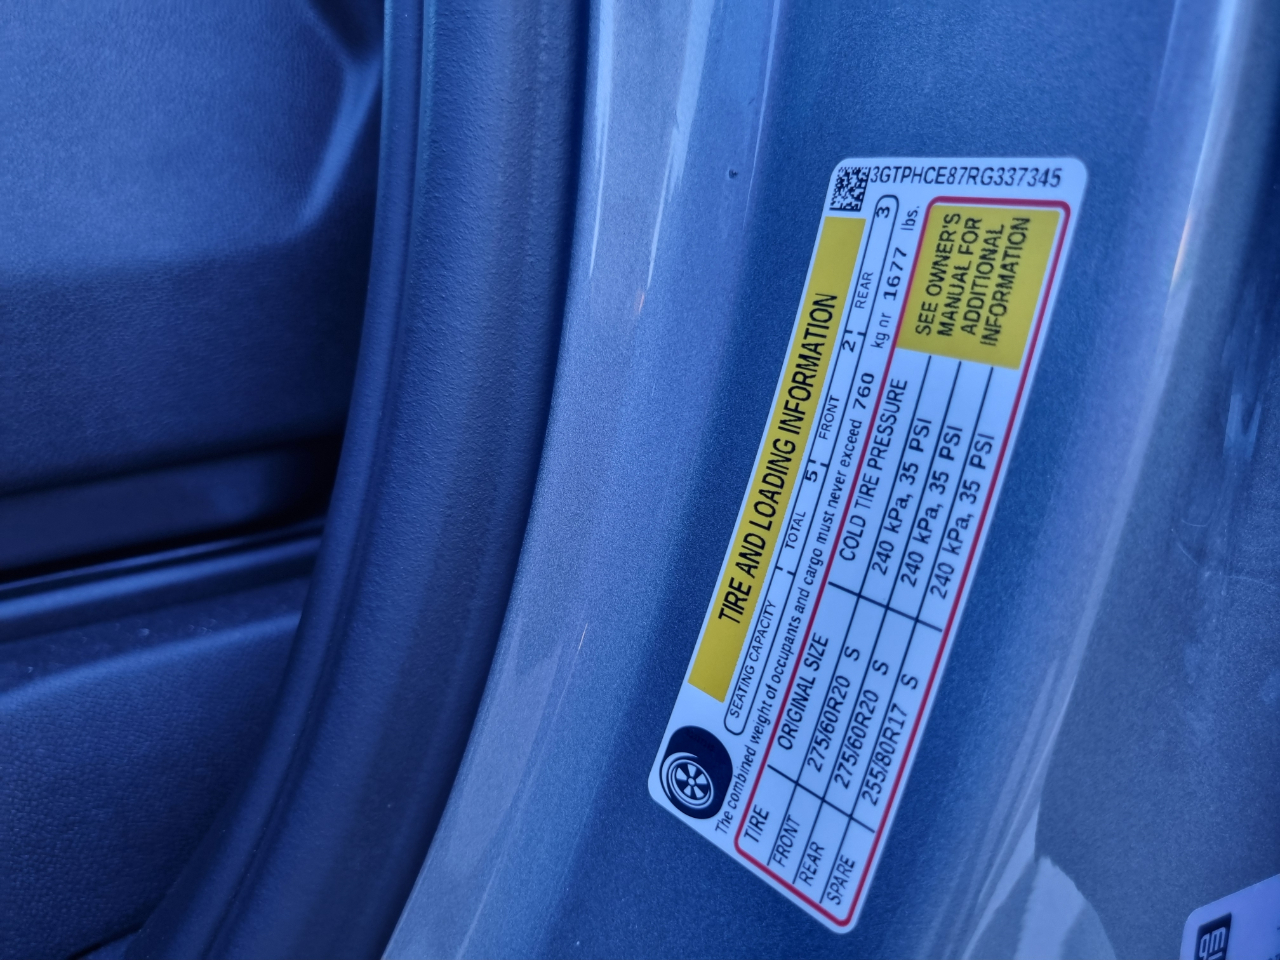 3GTPHCE87RG337345
TIRE AND LOADING INFORMATION
SEATING CAPACITY TOTAL 5 FRONT 2 REAR 3
The combined weight of occupants and cargo must never exceed 760 kg nr 1677 lbs.
TIRE ORIGINAL SIZE COLD TIRE PRESSURE
FRONT 275/60R20 S 240 kPa, 35 PSI
REAR 275/60R20 S 240 kPa, 35 PSI
SPARE 255/80R17 S 240 kPa, 35 PSI
SEE OWNER'S
MANUAL FOR
ADDITIONAL
INFORMATION
gm